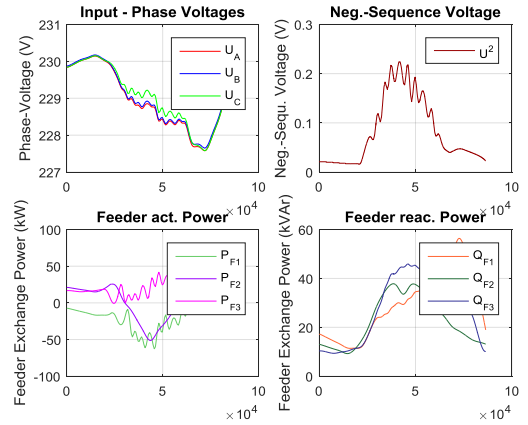 Input - Phase Voltages
Phase-Voltage (V)
231
230
229
228
227
0
5
10
× 10^4
U_A
U_B
U_C
Neg.-Sequence Voltage
Neg.-Sequ. Voltage (V)
0.3
0.2
0.1
0
0
5
10
× 10^4
U^2
Feeder act. Power
Feeder Exchange Power (kW)
100
50
0
-50
-100
0
5
10
× 10^4
P_F1
P_F2
P_F3
Feeder reac. Power
Feeder Exchange Power (kVAr)
60
40
20
0
0
5
10
× 10^4
Q_F1
Q_F2
Q_F3